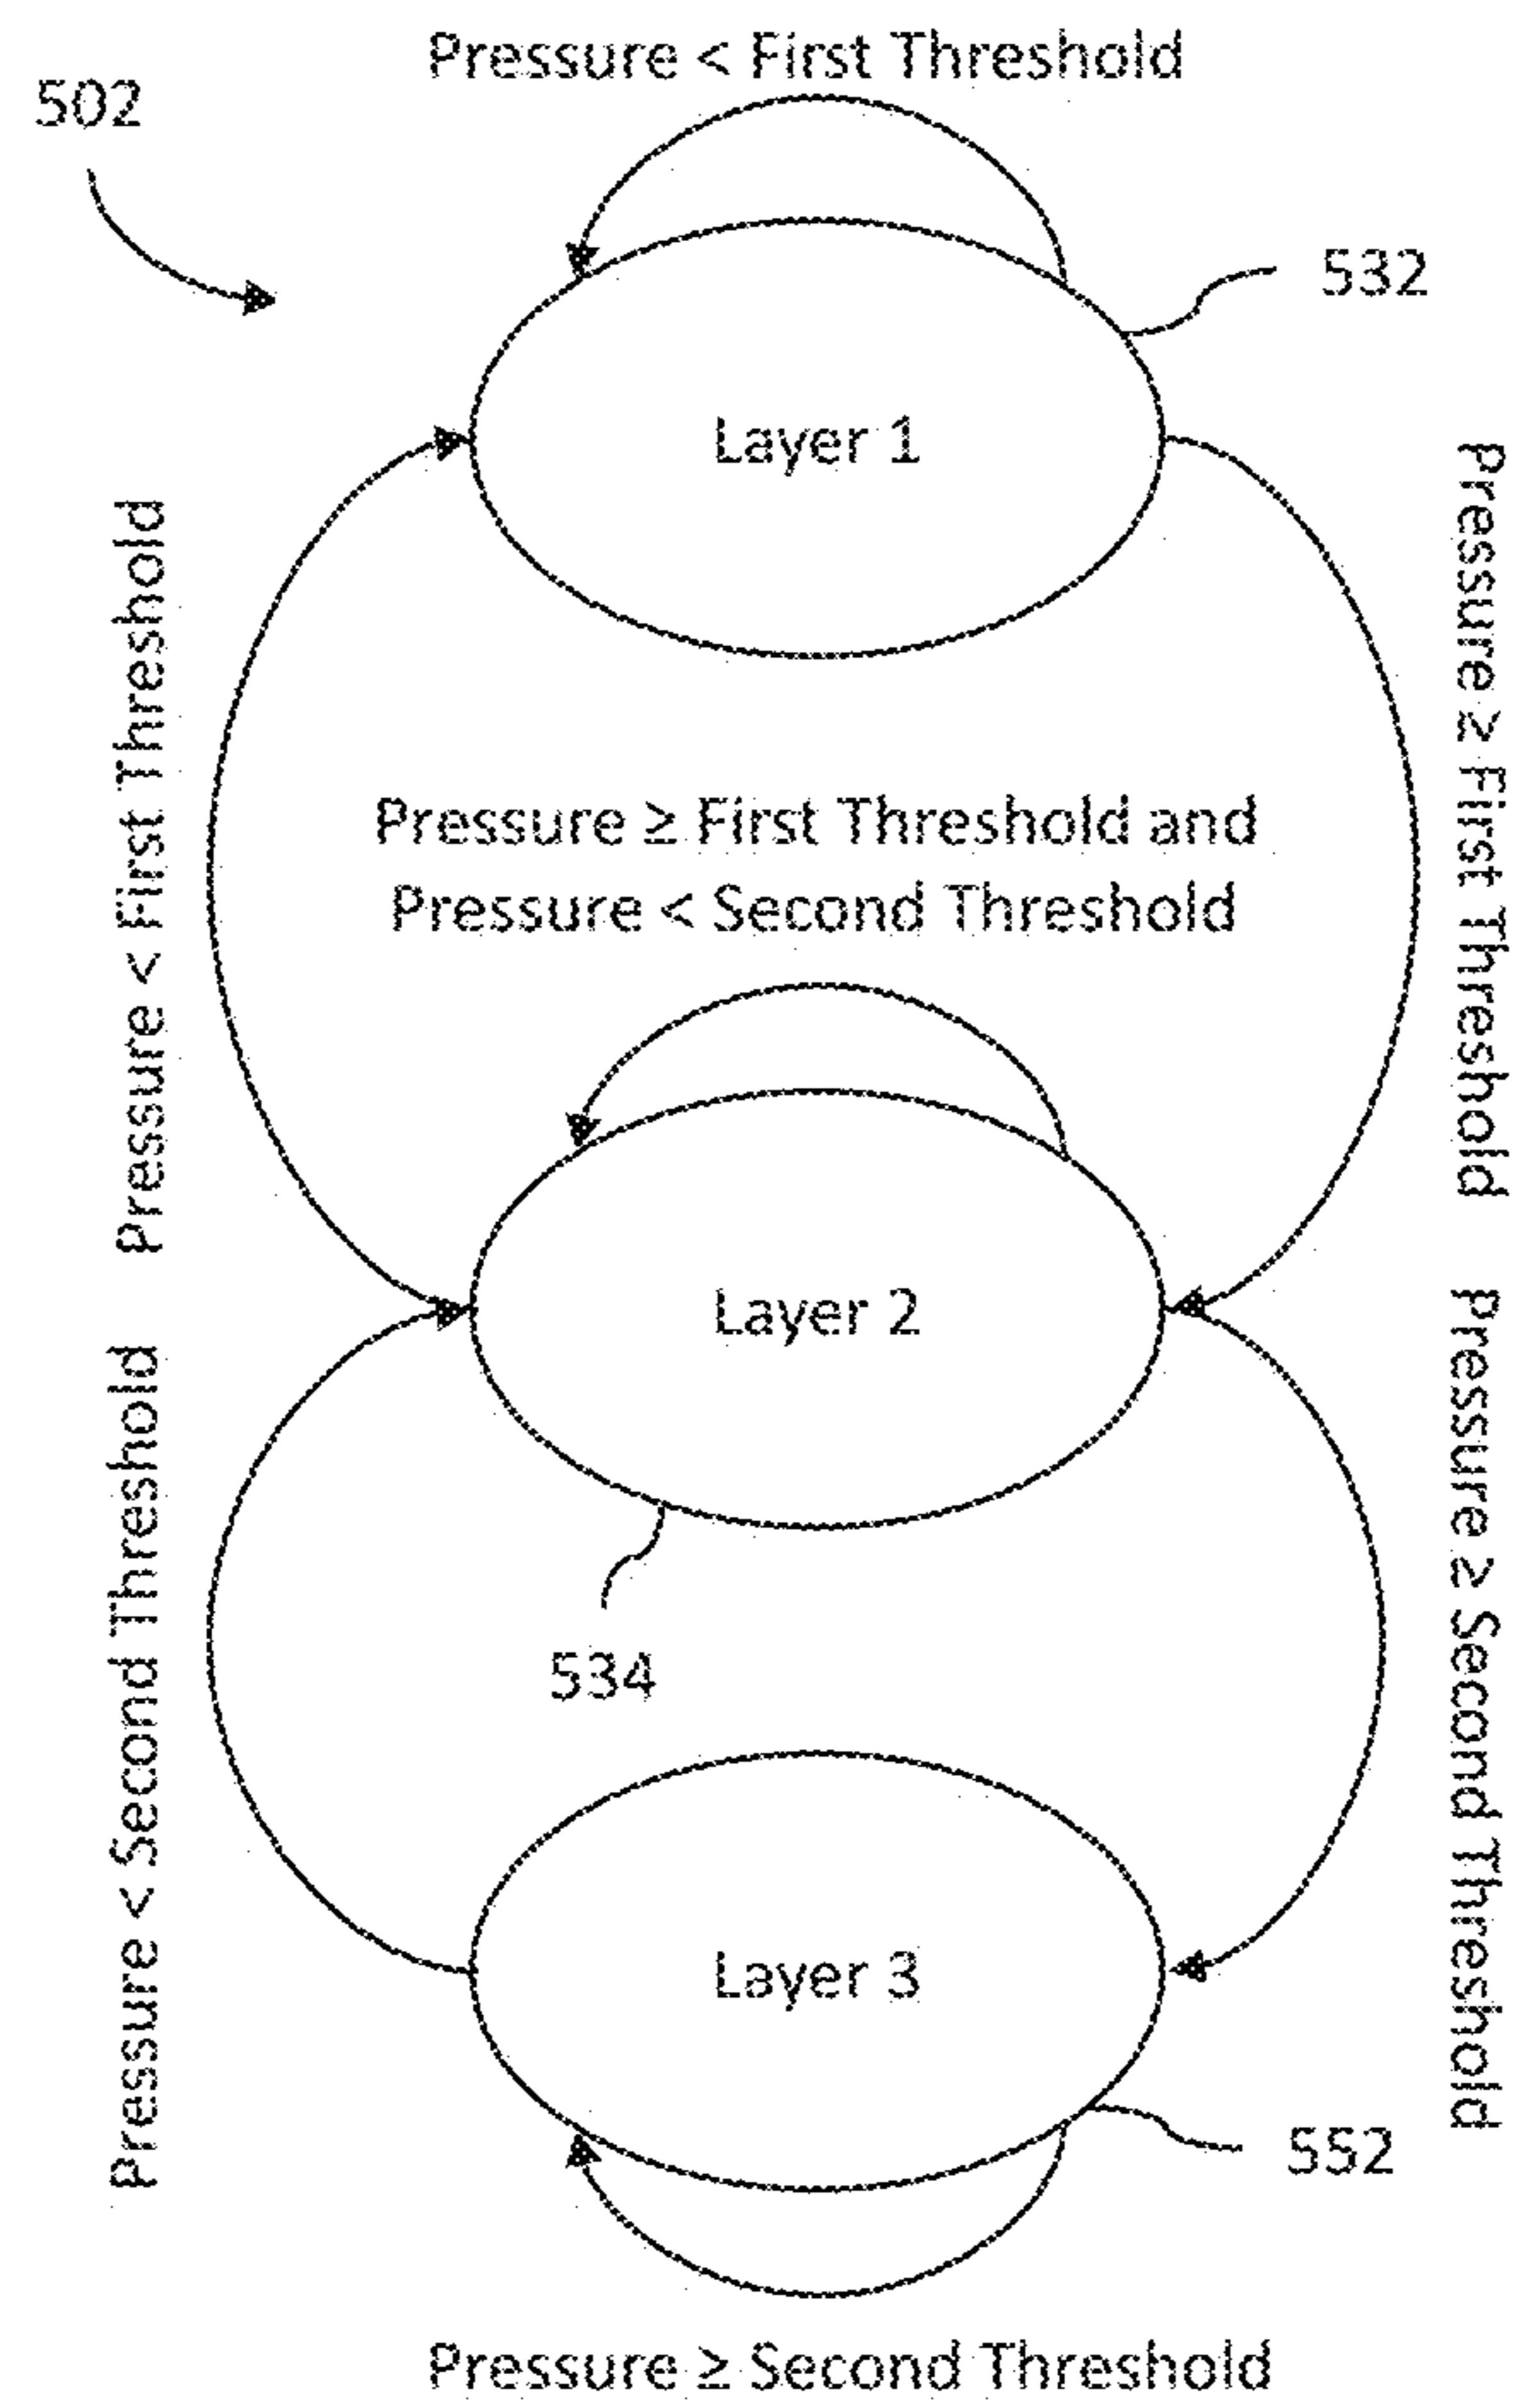 Pressure < First Threshold
502
532
Layer 1
Pressure < First Threshold
Pressure ≥ First Threshold
Pressure ≥ First Threshold and
Pressure < Second Threshold
Layer 2
Pressure < Second Threshold
Pressure ≥ Second Threshold
534
Layer 3
552
Pressure ≥ Second Threshold